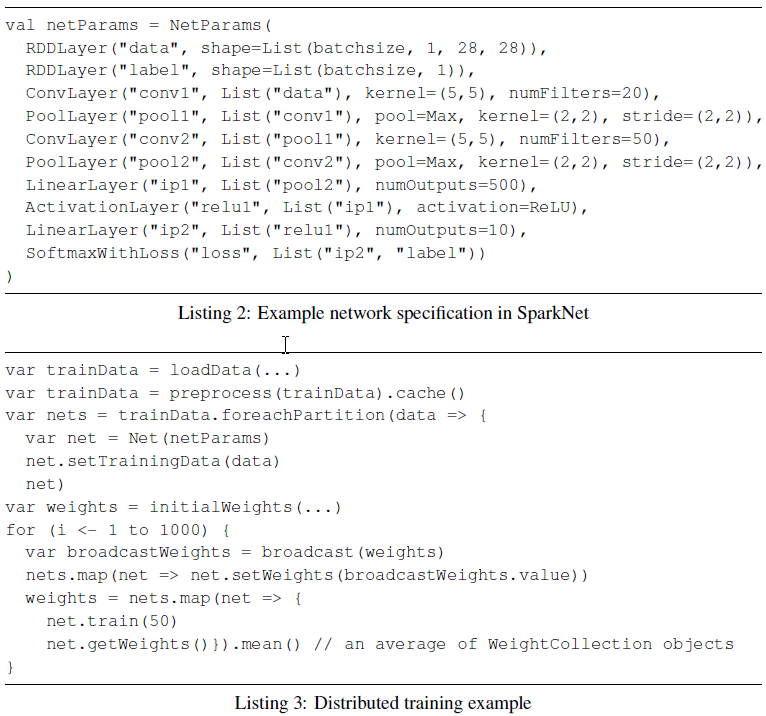 val netParams = NetParams(
  RDDLayer("data", shape=List(batchsize, 1, 28, 28)),
  RDDLayer("label", shape=List(batchsize, 1)),
  ConvLayer("conv1", List("data"), kernel=(5,5), numFilters=20),
  PoolLayer("pool1", List("conv1"), pool=Max, kernel=(2,2), stride=(2,2)),
  ConvLayer("conv2", List("pool1"), kernel=(5,5), numFilters=50),
  PoolLayer("pool2", List("conv2"), pool=Max, kernel=(2,2), stride=(2,2)),
  LinearLayer("ip1", List("pool2"), numOutputs=500),
  ActivationLayer("relu1", List("ip1"), activation=ReLU),
  LinearLayer("ip2", List("relu1"), numOutputs=10),
  SoftmaxWithLoss("loss", List("ip2", "label"))
)
Listing 2: Example network specification in SparkNet
var trainData = loadData(...)
var trainData = preprocess(trainData).cache()
var nets = trainData.foreachPartition(data => {
  var net = Net(netParams)
  net.setTrainingData(data)
  net)
var weights = initialWeights(...)
for (i <- 1 to 1000) {
  var broadcastWeights = broadcast(weights)
  nets.map(net => net.setWeights(broadcastWeights.value))
  weights = nets.map(net => {
    net.train(50)
    net.getWeights()}).mean() // an average of WeightCollection objects
}
Listing 3: Distributed training example